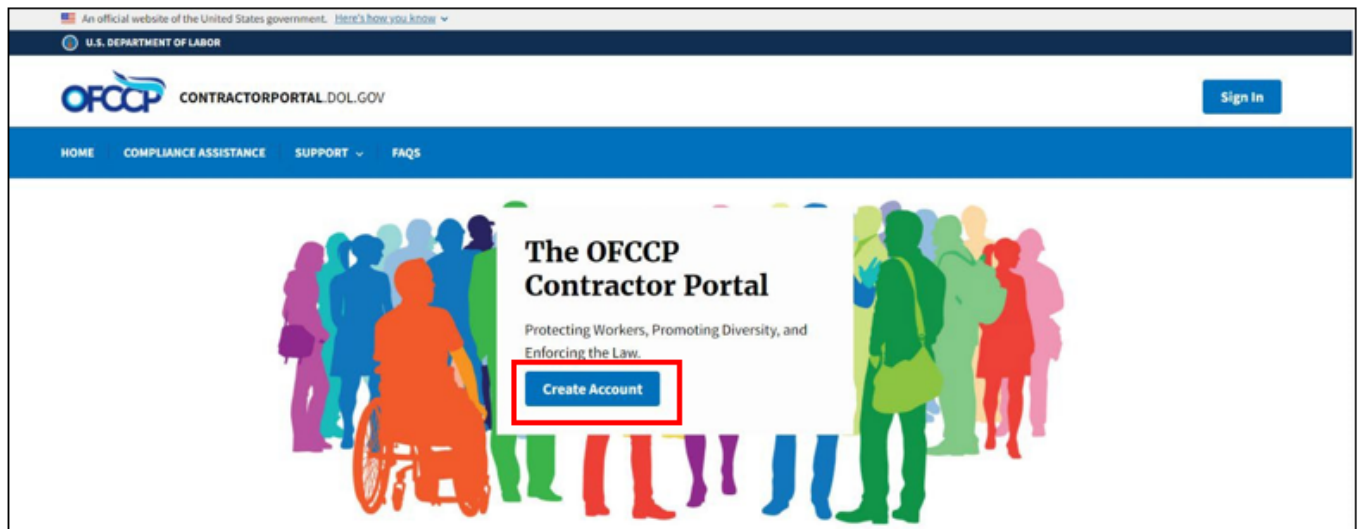 An official website of the United States government. Here's how you know
U.S. DEPARTMENT OF LABOR
OFCCP CONTRACTORPORTAL.DOL.GOV
Sign In
HOME COMPLIANCE ASSISTANCE SUPPORT FAQS
The OFCCP
Contractor Portal
Protecting Workers, Promoting Diversity, and
Enforcing the Law.
Create Account